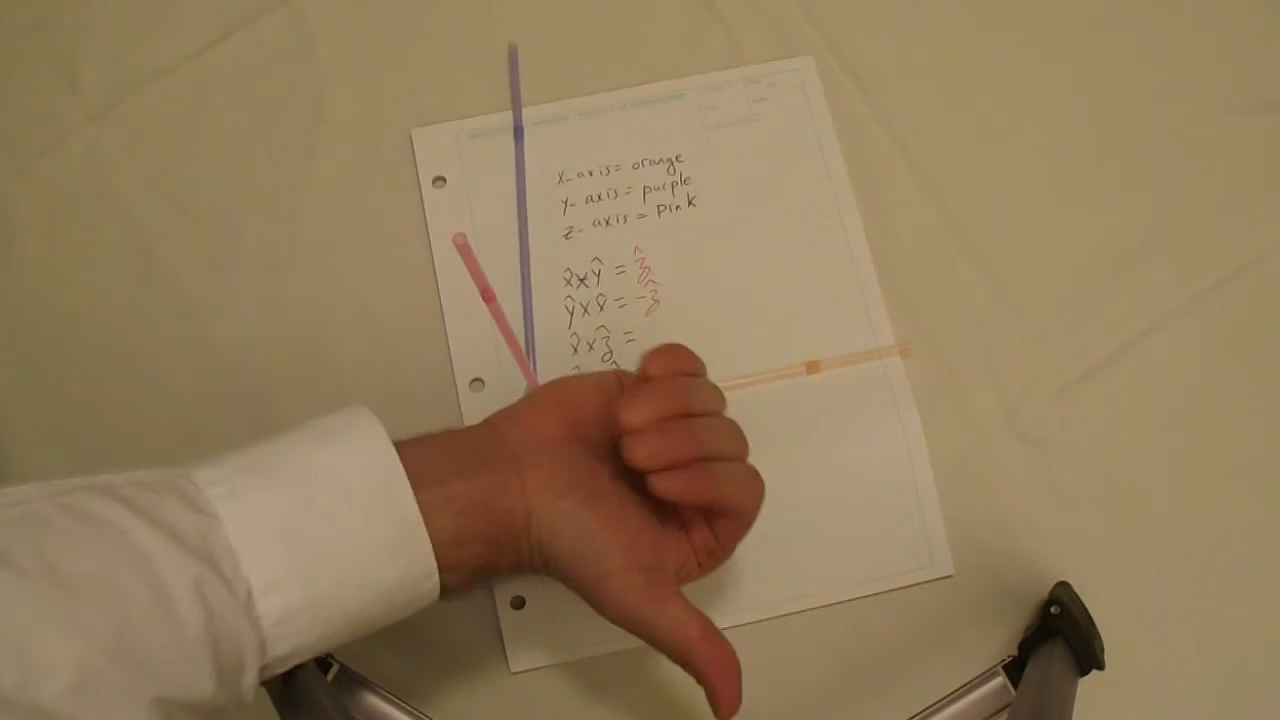 x-axis= orange
y- axis = purple
z- axis = pink
x̂×ŷ = ẑ
ŷ×x̂ = -ẑ
x̂×ẑ =